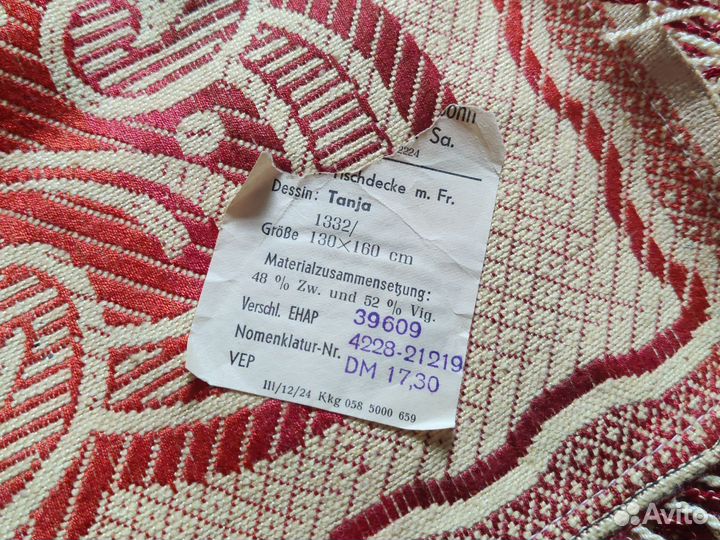 Sa.
2224
Tischdecke m. Fr.
Dessin: Tanja
1332/
Größe 130×160 cm
Materialzusammensetzung:
48 % Zw. und 52 % Vig.
Verschl. EHAP 39609
Nomenklatur-Nr. 4228-21219
VEP DM 17,30
III/12/24 Kkg 058 5000 659
Avito